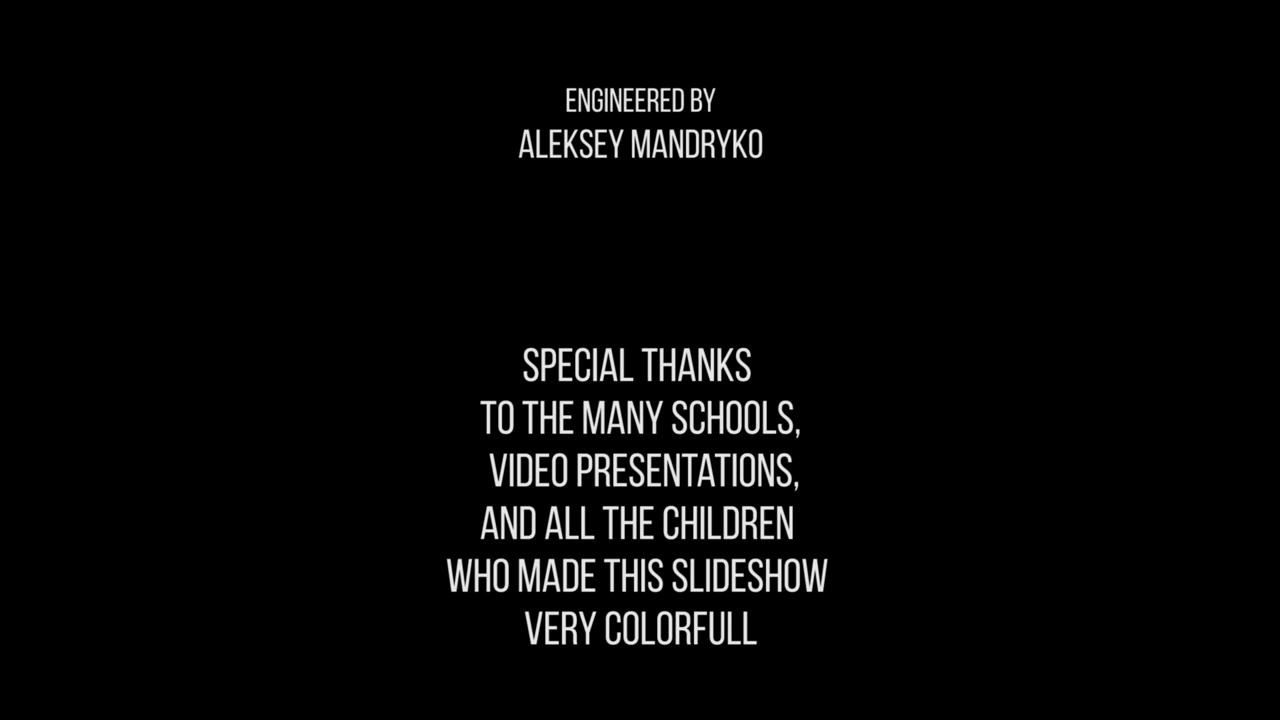 ENGINEERED BY
ALEKSEY MANDRYKO
SPECIAL THANKS
TO THE MANY SCHOOLS,
VIDEO PRESENTATIONS,
AND ALL THE CHILDREN
WHO MADE THIS SLIDESHOW
VERY COLORFULL